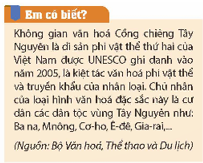 Em có biết?
Không gian văn hoá Cồng chiêng Tây
Nguyên là di sản phi vật thể thứ hai của
Việt Nam được UNESCO ghi danh vào
năm 2005, là kiệt tác văn hoá phi vật thể
và truyền khẩu của nhân loại. Chủ nhân
của loại hình văn hoá đặc sắc này là cư
dân các dân tộc vùng Tây Nguyên như:
Ba na, Mnông, Cơ-ho, Ê-đê, Gia-rai,...
(Nguồn: Bộ Văn hoá, Thể thao và Du lịch)